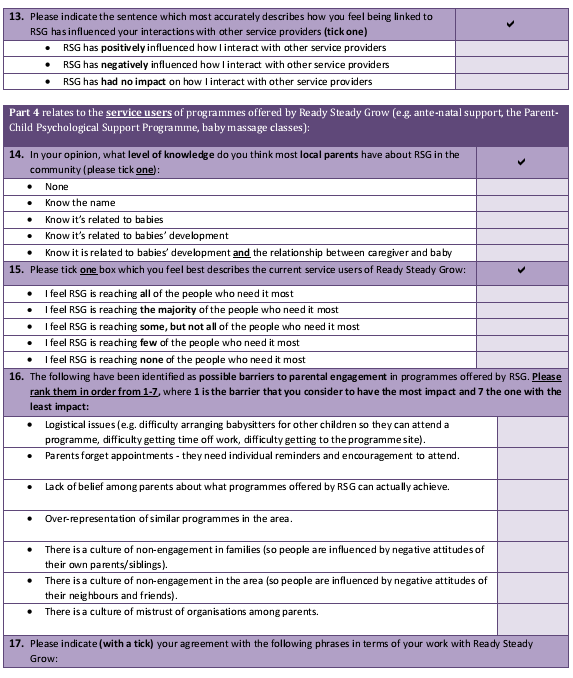 13. Please indicate the sentence which most accurately describes how you feel being linked to
RSG has influenced your interactions with other service providers (tick one) ✔
• RSG has positively influenced how I interact with other service providers
• RSG has negatively influenced how I interact with other service providers
• RSG has had no impact on how I interact with other service providers
Part 4 relates to the service users of programmes offered by Ready Steady Grow (e.g. ante-natal support, the Parent-
Child Psychological Support Programme, baby massage classes):
14. In your opinion, what level of knowledge do you think most local parents have about RSG in the
community (please tick one): ✔
• None
• Know the name
• Know it's related to babies
• Know it's related to babies' development
• Know it is related to babies' development and the relationship between caregiver and baby
15. Please tick one box which you feel best describes the current service users of Ready Steady Grow: ✔
• I feel RSG is reaching all of the people who need it most
• I feel RSG is reaching the majority of the people who need it most
• I feel RSG is reaching some, but not all of the people who need it most
• I feel RSG is reaching few of the people who need it most
• I feel RSG is reaching none of the people who need it most
16. The following have been identified as possible barriers to parental engagement in programmes offered by RSG. Please
rank them in order from 1-7, where 1 is the barrier that you consider to have the most impact and 7 the one with the
least impact:
• Logistical issues (e.g. difficulty arranging babysitters for other children so they can attend a
programme, difficulty getting time off work, difficulty getting to the programme site).
• Parents forget appointments - they need individual reminders and encouragement to attend.
• Lack of belief among parents about what programmes offered by RSG can actually achieve.
• Over-representation of similar programmes in the area.
• There is a culture of non-engagement in families (so people are influenced by negative attitudes of
their own parents/siblings).
• There is a culture of non-engagement in the area (so people are influenced by negative attitudes of
their neighbours and friends).
• There is a culture of mistrust of organisations among parents.
17. Please indicate (with a tick) your agreement with the following phrases in terms of your work with Ready Steady
Grow: